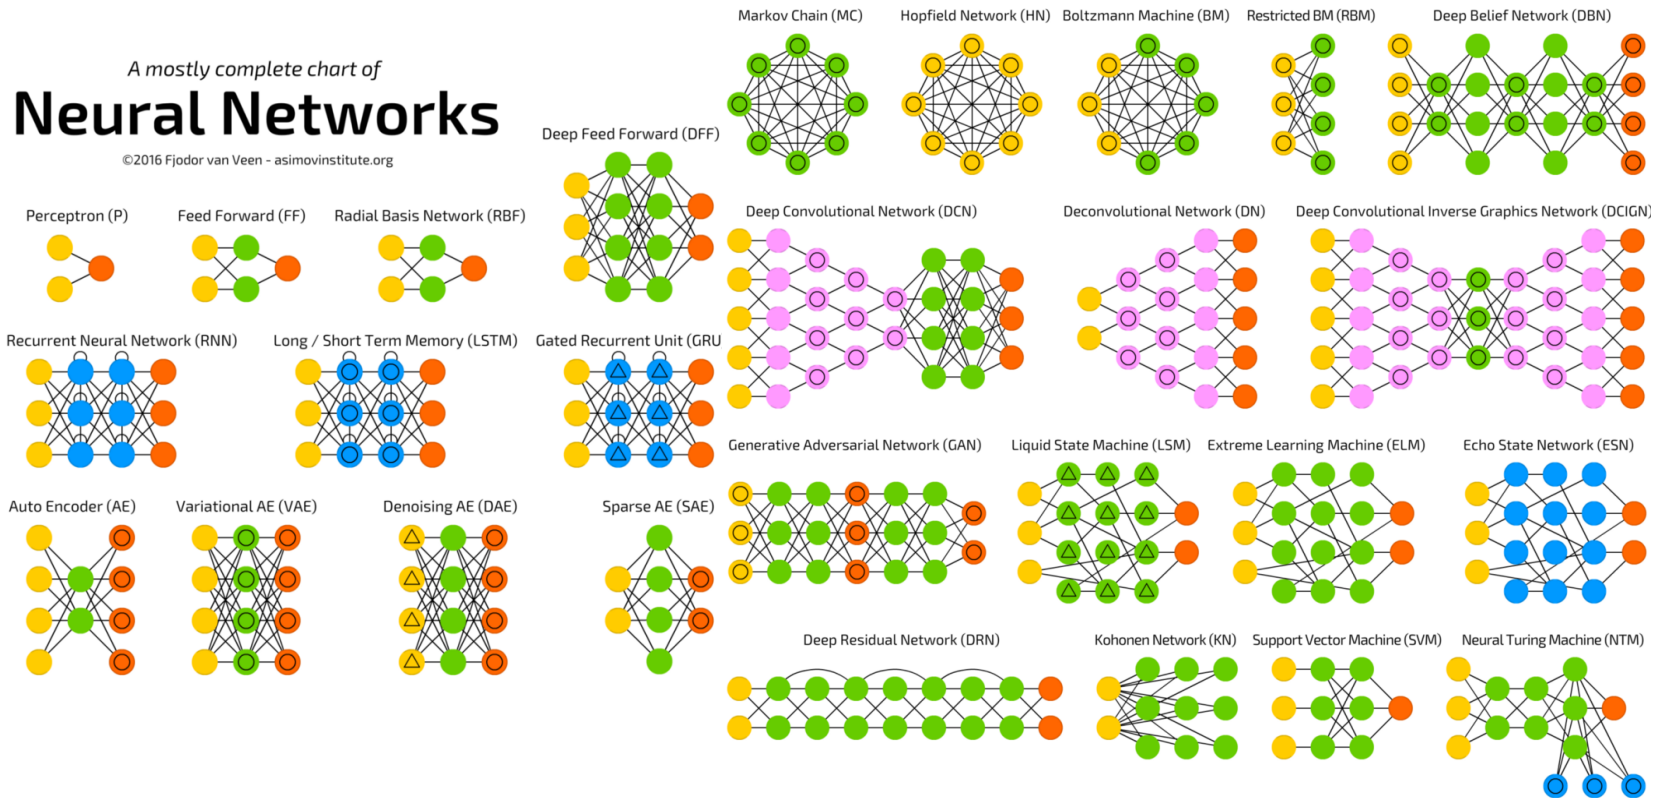 A mostly complete chart of
Neural Networks
©2016 Fjodor van Veen - asimovinstitute.org
Deep Feed Forward (DFF)
Perceptron (P)
Feed Forward (FF)
Radial Basis Network (RBF)
Recurrent Neural Network (RNN)
Long / Short Term Memory (LSTM)
Gated Recurrent Unit (GRU
Auto Encoder (AE)
Variational AE (VAE)
Denoising AE (DAE)
Sparse AE (SAE)
Markov Chain (MC)
Hopfield Network (HN)
Boltzmann Machine (BM)
Restricted BM (RBM)
Deep Belief Network (DBN)
Deep Convolutional Network (DCN)
Deconvolutional Network (DN)
Deep Convolutional Inverse Graphics Network (DCIGN)
Generative Adversarial Network (GAN)
Liquid State Machine (LSM)
Extreme Learning Machine (ELM)
Echo State Network (ESN)
Deep Residual Network (DRN)
Kohonen Network (KN)
Support Vector Machine (SVM)
Neural Turing Machine (NTM)